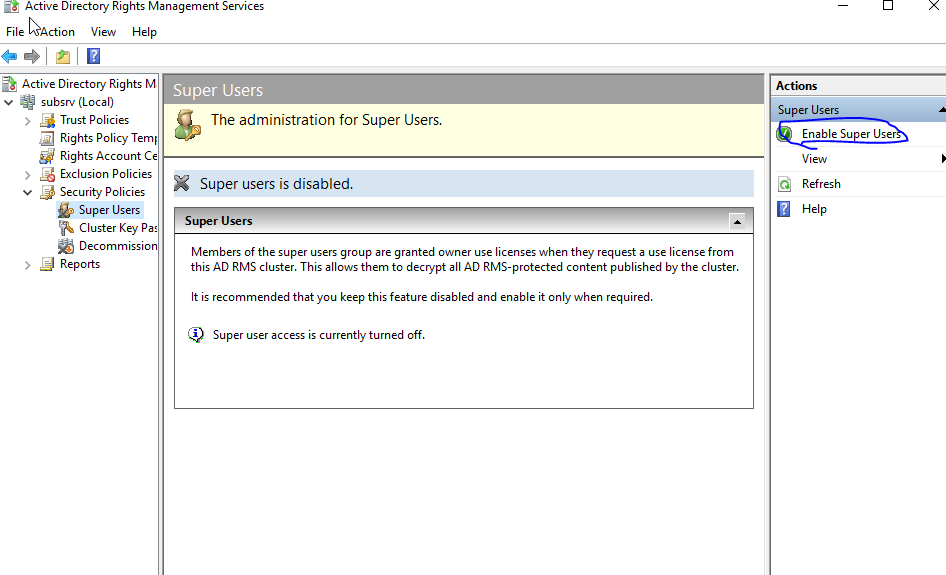 Active Directory Rights Management Services
File Action View Help
Active Directory Rights M
subsrv (Local)
Trust Policies
Rights Policy Temp
Rights Account Ce
Exclusion Policies
Security Policies
Super Users
Cluster Key Pas
Decommission
Reports
Super Users
The administration for Super Users.
Super users is disabled.
Super Users
Members of the super users group are granted owner use licenses when they request a use license from
this AD RMS cluster. This allows them to decrypt all AD RMS-protected content published by the cluster.
It is recommended that you keep this feature disabled and enable it only when required.
Super user access is currently turned off.
Actions
Super Users
Enable Super Users
View
Refresh
Help